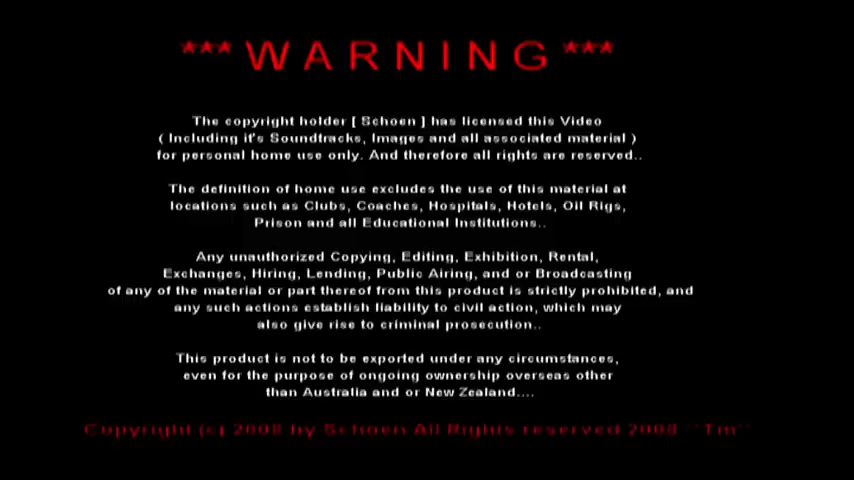 *** W A R N I N G ***
The copyright holder [ Schoen ] has licensed this Video
( Including it's Soundtracks, Images and all associated material )
for personal home use only. And therefore all rights are reserved..
The definition of home use excludes the use of this material at
locations such as Clubs, Coaches, Hospitals, Hotels, Oil Rigs,
Prison and all Educational Institutions..
Any unauthorized Copying, Editing, Exhibition, Rental,
Exchanges, Hiring, Lending, Public Airing, and or Broadcasting
of any of the material or part thereof from this product is strictly prohibited, and
any such actions establish liability to civil action, which may
also give rise to criminal prosecution..
This product is not to be exported under any circumstances,
even for the purpose of ongoing ownership overseas other
than Australia and or New Zealand....
Copyright (c) 2008 by Schoen All Rights reserved 2008 ''Tm''